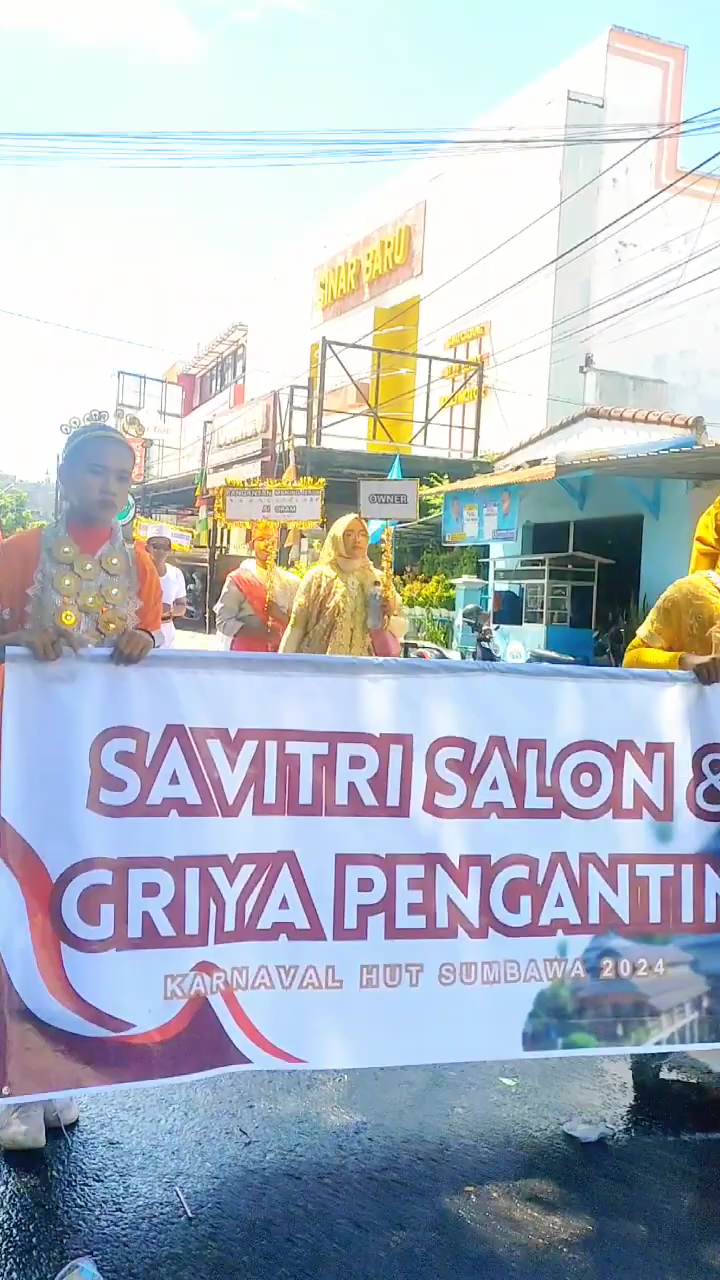 SINAR BARU
OWNER
SAVITRI SALON &
GRIYA PENGANTIN
KARNAVAL HUT SUMBAWA 2024